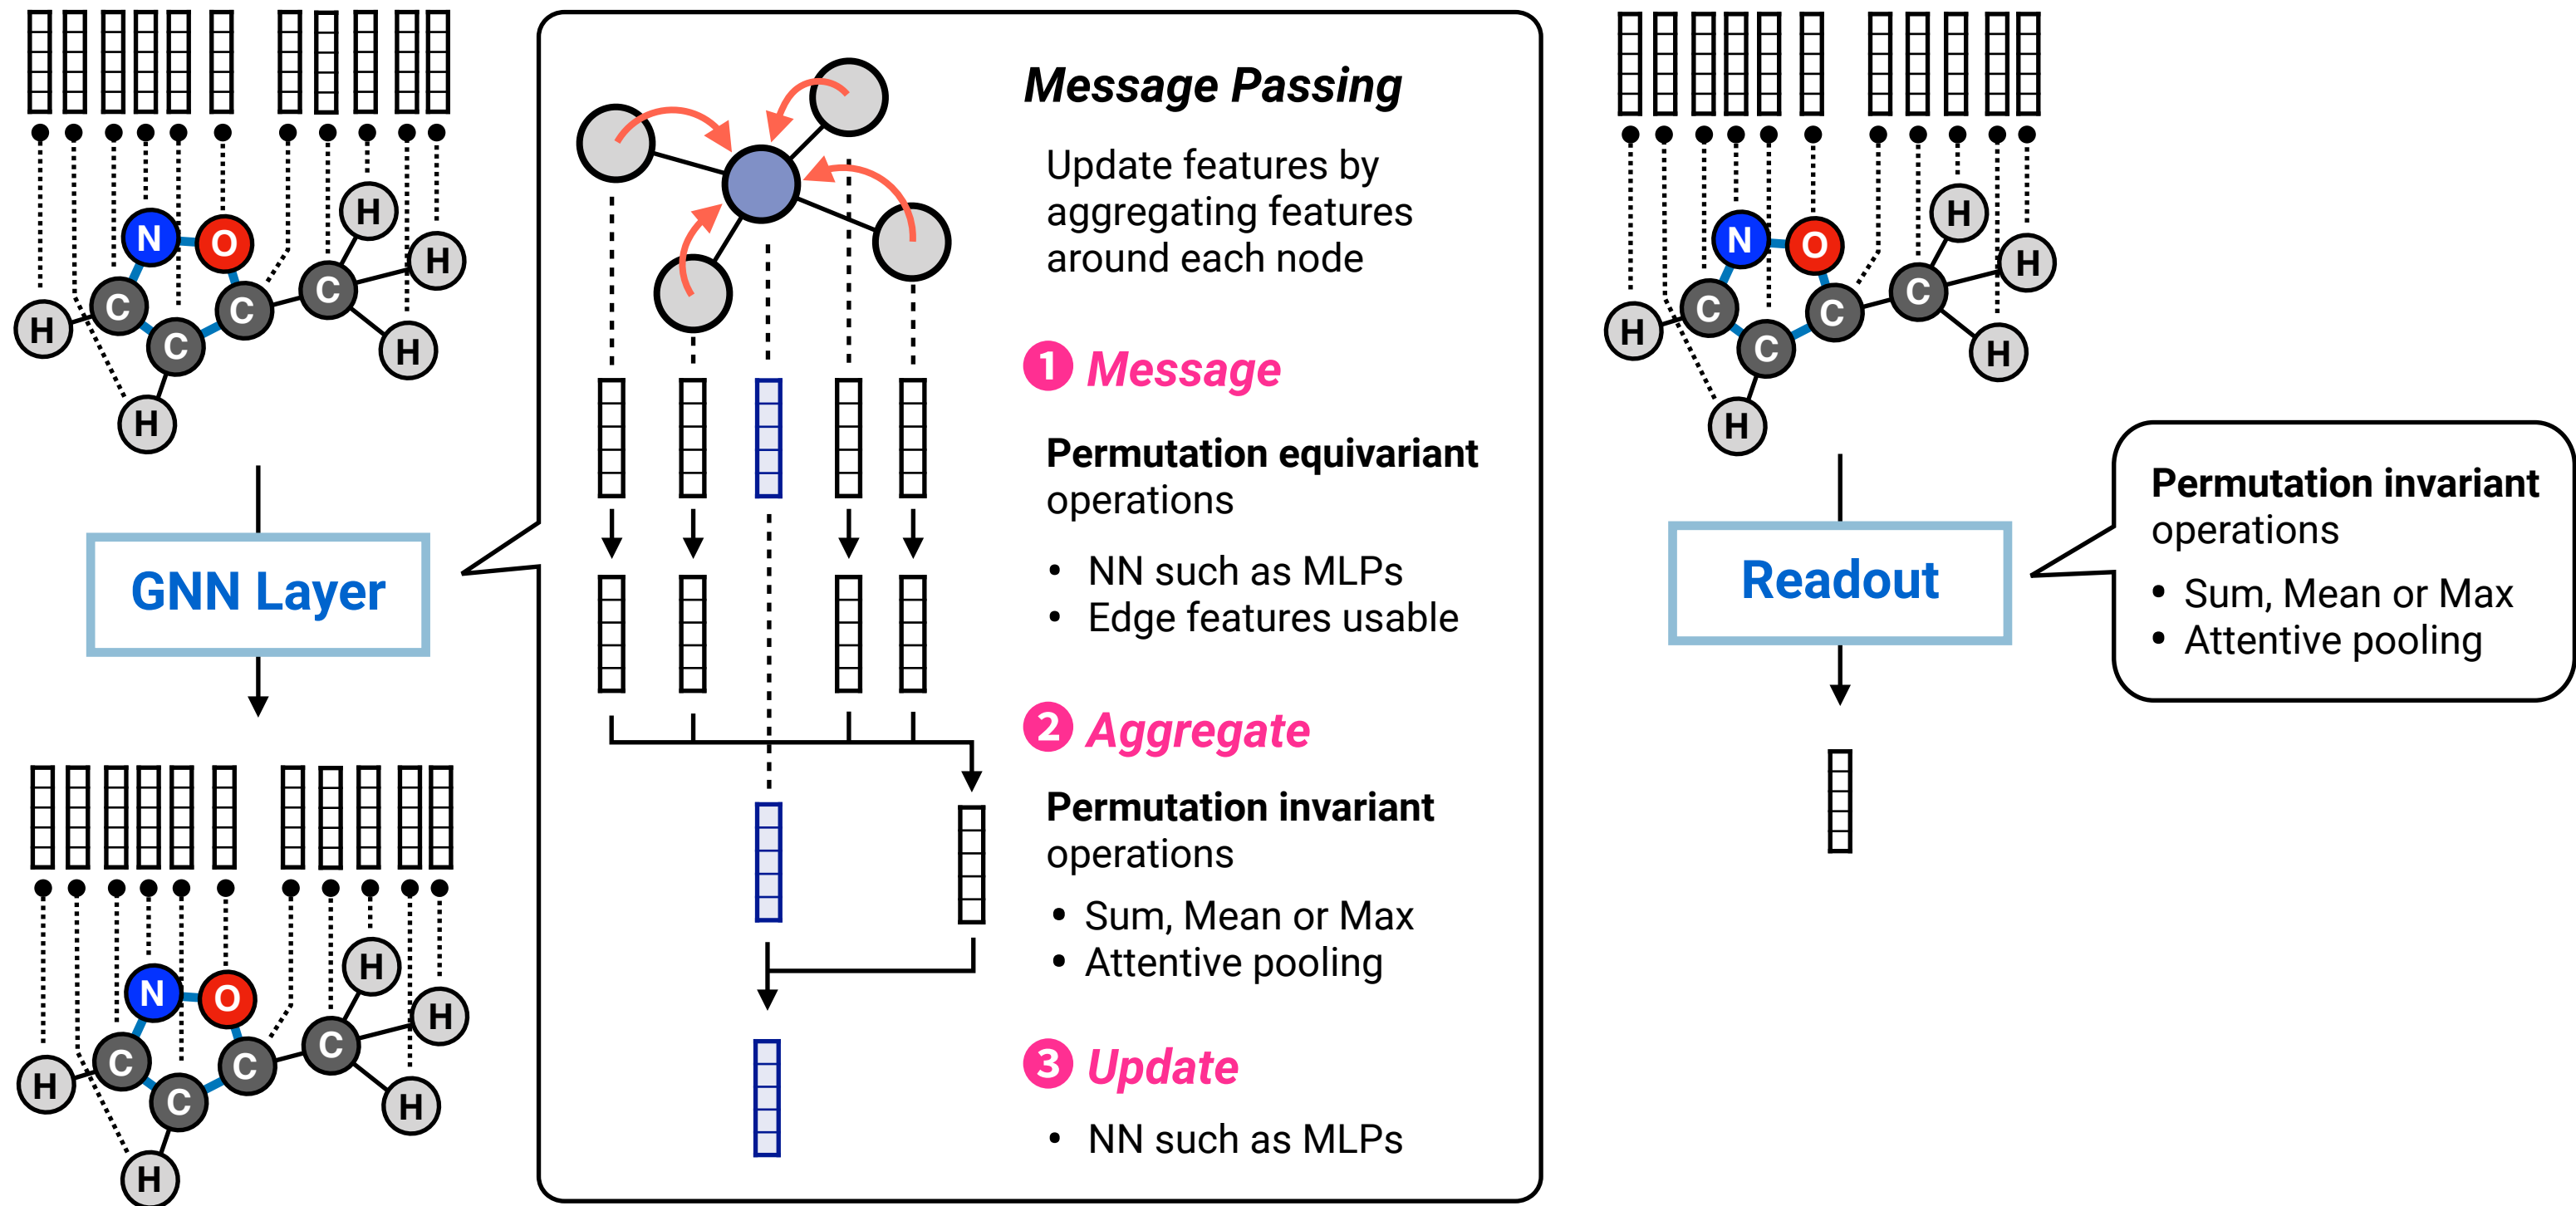 N
O
H
H
C
C
C
C
H
H
H
H
GNN Layer
N
O
H
H
C
C
C
C
H
H
H
Message Passing
Update features by
aggregating features
around each node
1 Message
Permutation equivariant
operations
• NN such as MLPs
• Edge features usable
2 Aggregate
Permutation invariant
operations
• Sum, Mean or Max
• Attentive pooling
3 Update
• NN such as MLPs
N
O
H
H
C
C
C
C
H
H
H
Readout
Permutation invariant
operations
• Sum, Mean or Max
• Attentive pooling